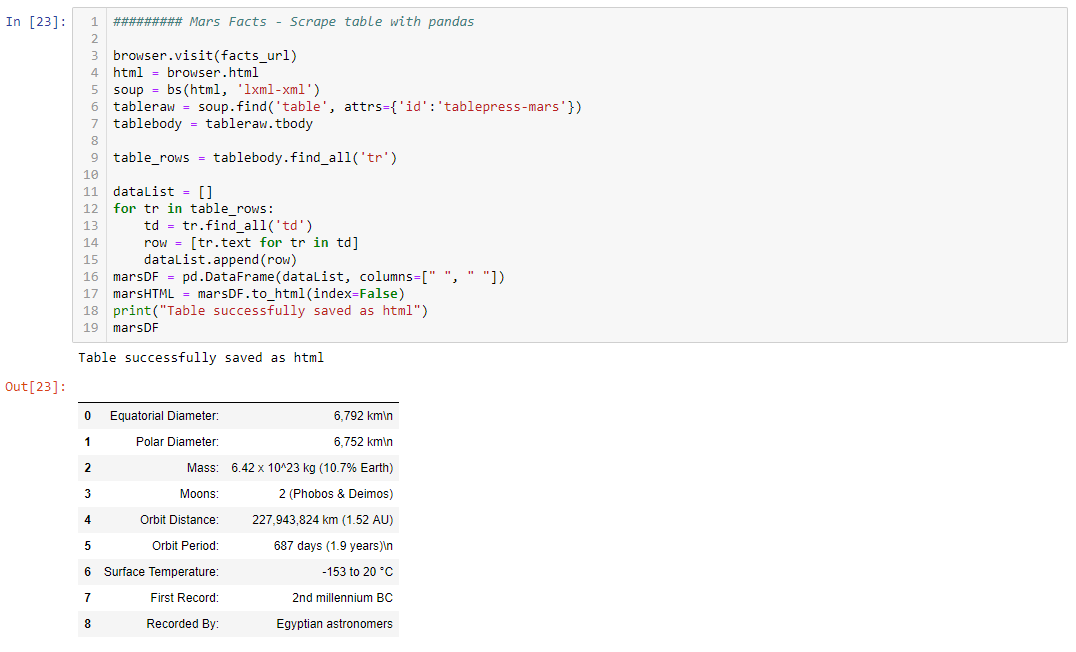 In [23]:
1 ######### Mars Facts - Scrape table with pandas
2
3 browser.visit(facts_url)
4 html = browser.html
5 soup = bs(html, 'lxml-xml')
6 tableraw = soup.find('table', attrs={'id':'tablepress-mars'})
7 tablebody = tableraw.tbody
8
9 table_rows = tablebody.find_all('tr')
10
11 dataList = []
12 for tr in table_rows:
13     td = tr.find_all('td')
14     row = [tr.text for tr in td]
15     dataList.append(row)
16 marsDF = pd.DataFrame(dataList, columns=[" ", " "])
17 marsHTML = marsDF.to_html(index=False)
18 print("Table successfully saved as html")
19 marsDF
Table successfully saved as html
Out[23]:
0 Equatorial Diameter: 6,792 km\n
1 Polar Diameter: 6,752 km\n
2 Mass: 6.42 x 10^23 kg (10.7% Earth)
3 Moons: 2 (Phobos & Deimos)
4 Orbit Distance: 227,943,824 km (1.52 AU)
5 Orbit Period: 687 days (1.9 years)\n
6 Surface Temperature: -153 to 20 °C
7 First Record: 2nd millennium BC
8 Recorded By: Egyptian astronomers